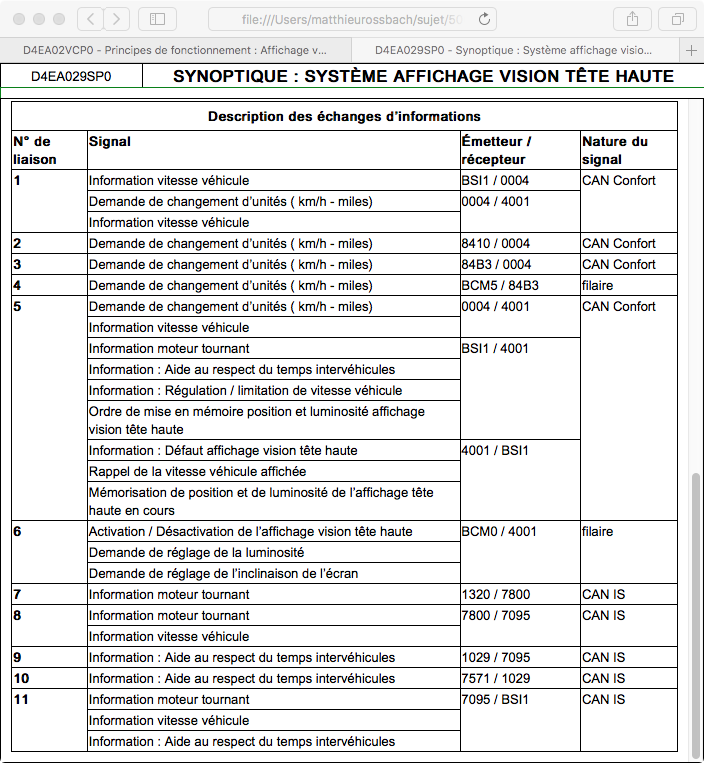 file:///Users/matthieurossbach/sujet/50
D4EA02VCP0 - Principes de fonctionnement : Affichage v...
D4EA029SP0 - Synoptique : Système affichage visio...
D4EA029SP0
SYNOPTIQUE : SYSTÈME AFFICHAGE VISION TÊTE HAUTE
Description des échanges d'informations
N° de liaison Signal Émetteur / récepteur Nature du signal
1 Information vitesse véhicule BSI1 / 0004 CAN Confort
Demande de changement d'unités ( km/h - miles) 0004 / 4001
Information vitesse véhicule
2 Demande de changement d'unités ( km/h - miles) 8410 / 0004 CAN Confort
3 Demande de changement d'unités ( km/h - miles) 84B3 / 0004 CAN Confort
4 Demande de changement d'unités ( km/h - miles) BCM5 / 84B3 filaire
5 Demande de changement d'unités ( km/h - miles) 0004 / 4001 CAN Confort
Information vitesse véhicule
Information moteur tournant BSI1 / 4001
Information : Aide au respect du temps intervéhicules
Information : Régulation / limitation de vitesse véhicule
Ordre de mise en mémoire position et luminosité affichage
vision tête haute
Information : Défaut affichage vision tête haute 4001 / BSI1
Rappel de la vitesse véhicule affichée
Mémorisation de position et de luminosité de l'affichage tête
haute en cours
6 Activation / Désactivation de l'affichage vision tête haute BCM0 / 4001 filaire
Demande de réglage de la luminosité
Demande de réglage de l'inclinaison de l'écran
7 Information moteur tournant 1320 / 7800 CAN IS
8 Information moteur tournant 7800 / 7095 CAN IS
Information vitesse véhicule
9 Information : Aide au respect du temps intervéhicules 1029 / 7095 CAN IS
10 Information : Aide au respect du temps intervéhicules 7571 / 1029 CAN IS
11 Information moteur tournant 7095 / BSI1 CAN IS
Information vitesse véhicule
Information : Aide au respect du temps intervéhicules